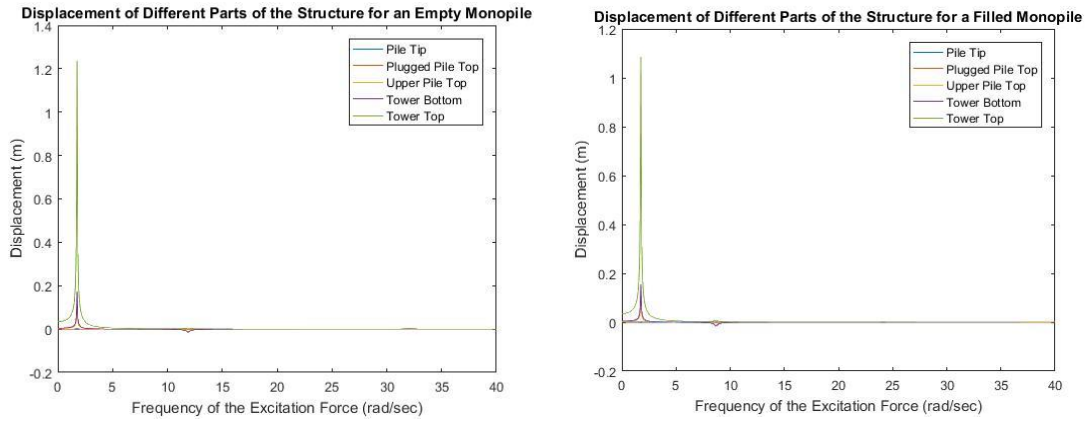 Displacement of Different Parts of the Structure for an Empty Monopile
1.4
1.2
1
0.8
0.6
0.4
0.2
0
-0.2
Displacement (m)
Pile Tip
Plugged Pile Top
Upper Pile Top
Tower Bottom
Tower Top
0 5 10 15 20 25 30 35 40
Frequency of the Excitation Force (rad/sec)
Displacement of Different Parts of the Structure for a Filled Monopile
1.2
1
0.8
0.6
0.4
0.2
0
-0.2
Displacement (m)
Pile Tip
Plugged Pile Top
Upper Pile Top
Tower Bottom
Tower Top
0 5 10 15 20 25 30 35 40
Frequency of the Excitation Force (rad/sec)